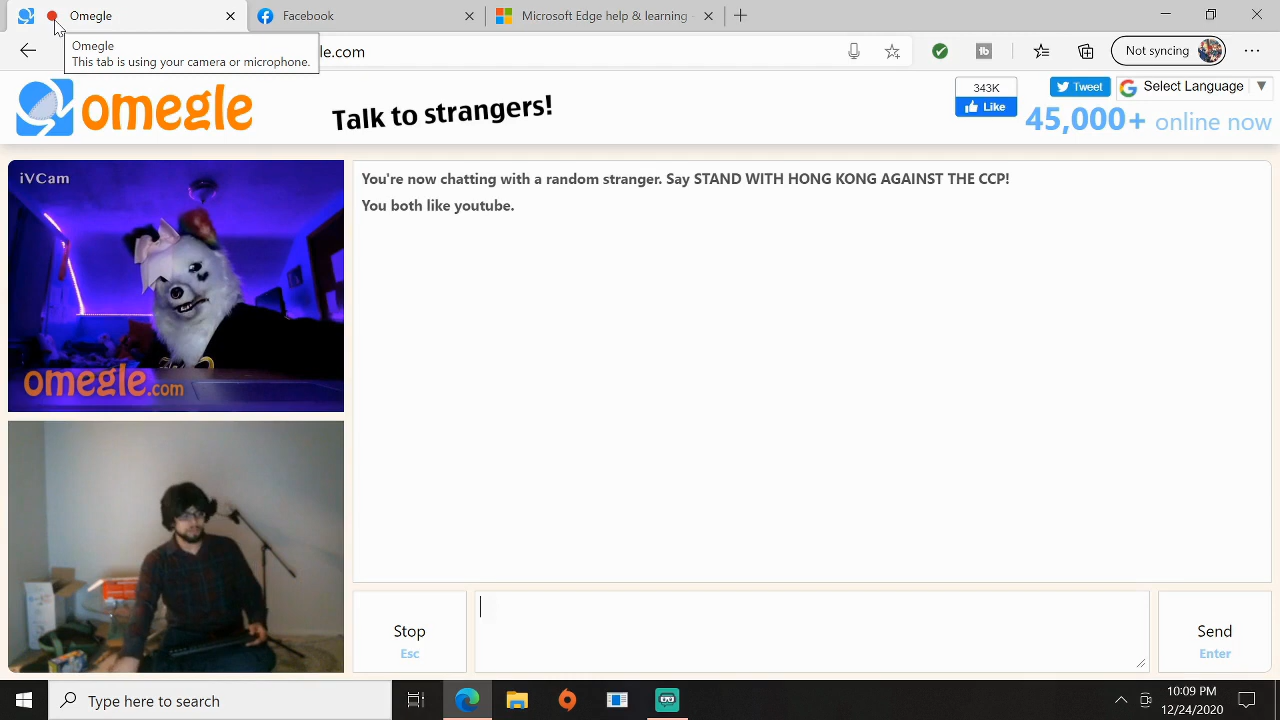 Omegle
Facebook
Microsoft Edge help & learning
Omegle
This tab is using your camera or microphone.
le.com
Not syncing
omegle
Talk to strangers!
343K
Like
Tweet
Select Language
45,000+ online now
iVCam
omegle.com
You're now chatting with a random stranger. Say STAND WITH HONG KONG AGAINST THE CCP!
You both like youtube.
Stop
Esc
Send
Enter
Type here to search
10:09 PM
12/24/2020